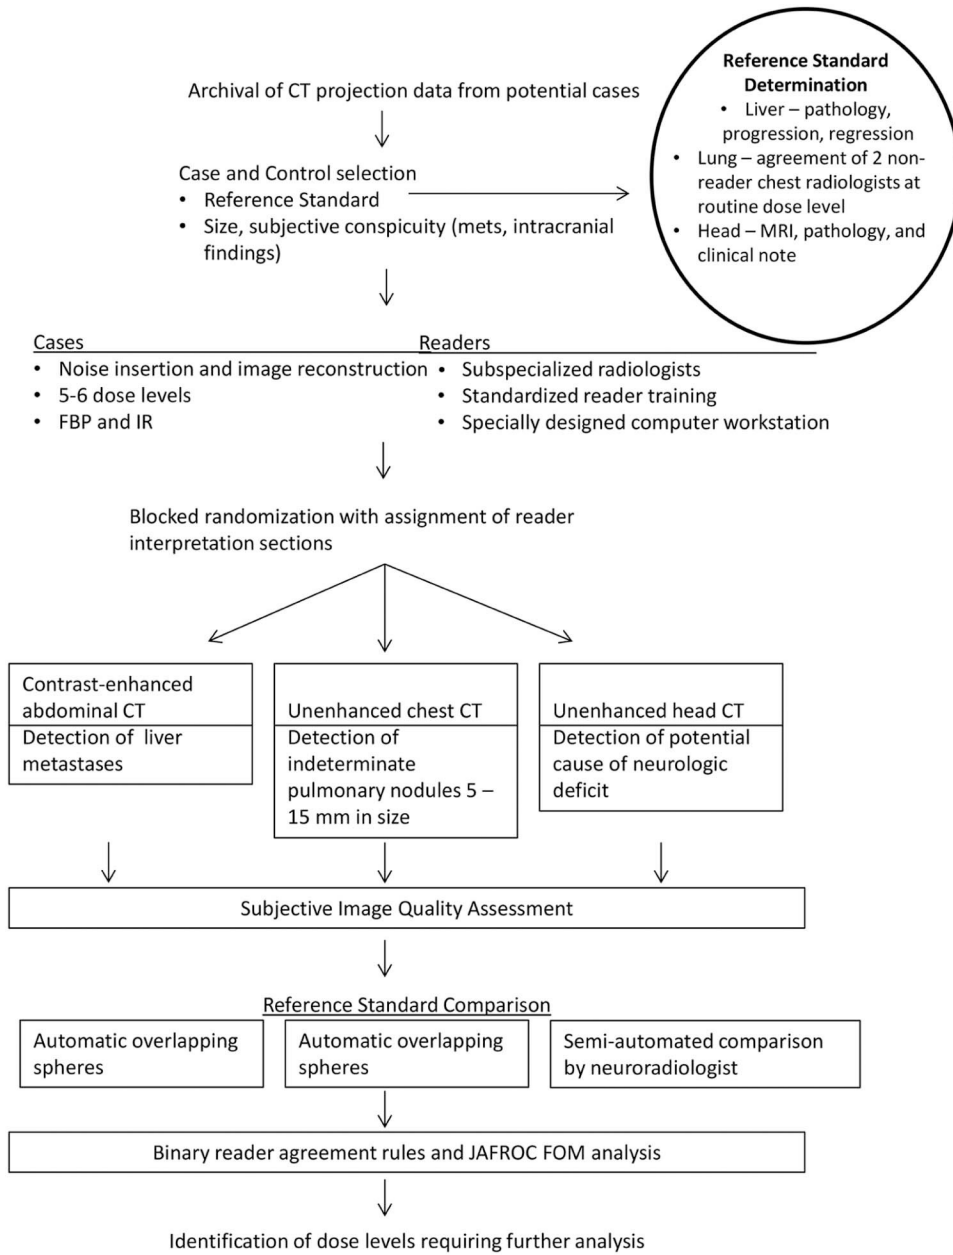 Archival of CT projection data from potential cases
Case and Control selection
• Reference Standard
• Size, subjective conspicuity (mets, intracranial
findings)
Reference Standard
Determination
• Liver – pathology,
progression, regression
• Lung – agreement of 2 non-
reader chest radiologists at
routine dose level
• Head – MRI, pathology, and
clinical note
Cases
• Noise insertion and image reconstruction
• 5-6 dose levels
• FBP and IR
Readers
• Subspecialized radiologists
• Standardized reader training
• Specially designed computer workstation
Blocked randomization with assignment of reader
interpretation sections
Contrast-enhanced
abdominal CT
Detection of liver
metastases
Unenhanced chest CT
Detection of
indeterminate
pulmonary nodules 5 –
15 mm in size
Unenhanced head CT
Detection of potential
cause of neurologic
deficit
Subjective Image Quality Assessment
Reference Standard Comparison
Automatic overlapping
spheres
Automatic overlapping
spheres
Semi-automated comparison
by neuroradiologist
Binary reader agreement rules and JAFROC FOM analysis
Identification of dose levels requiring further analysis